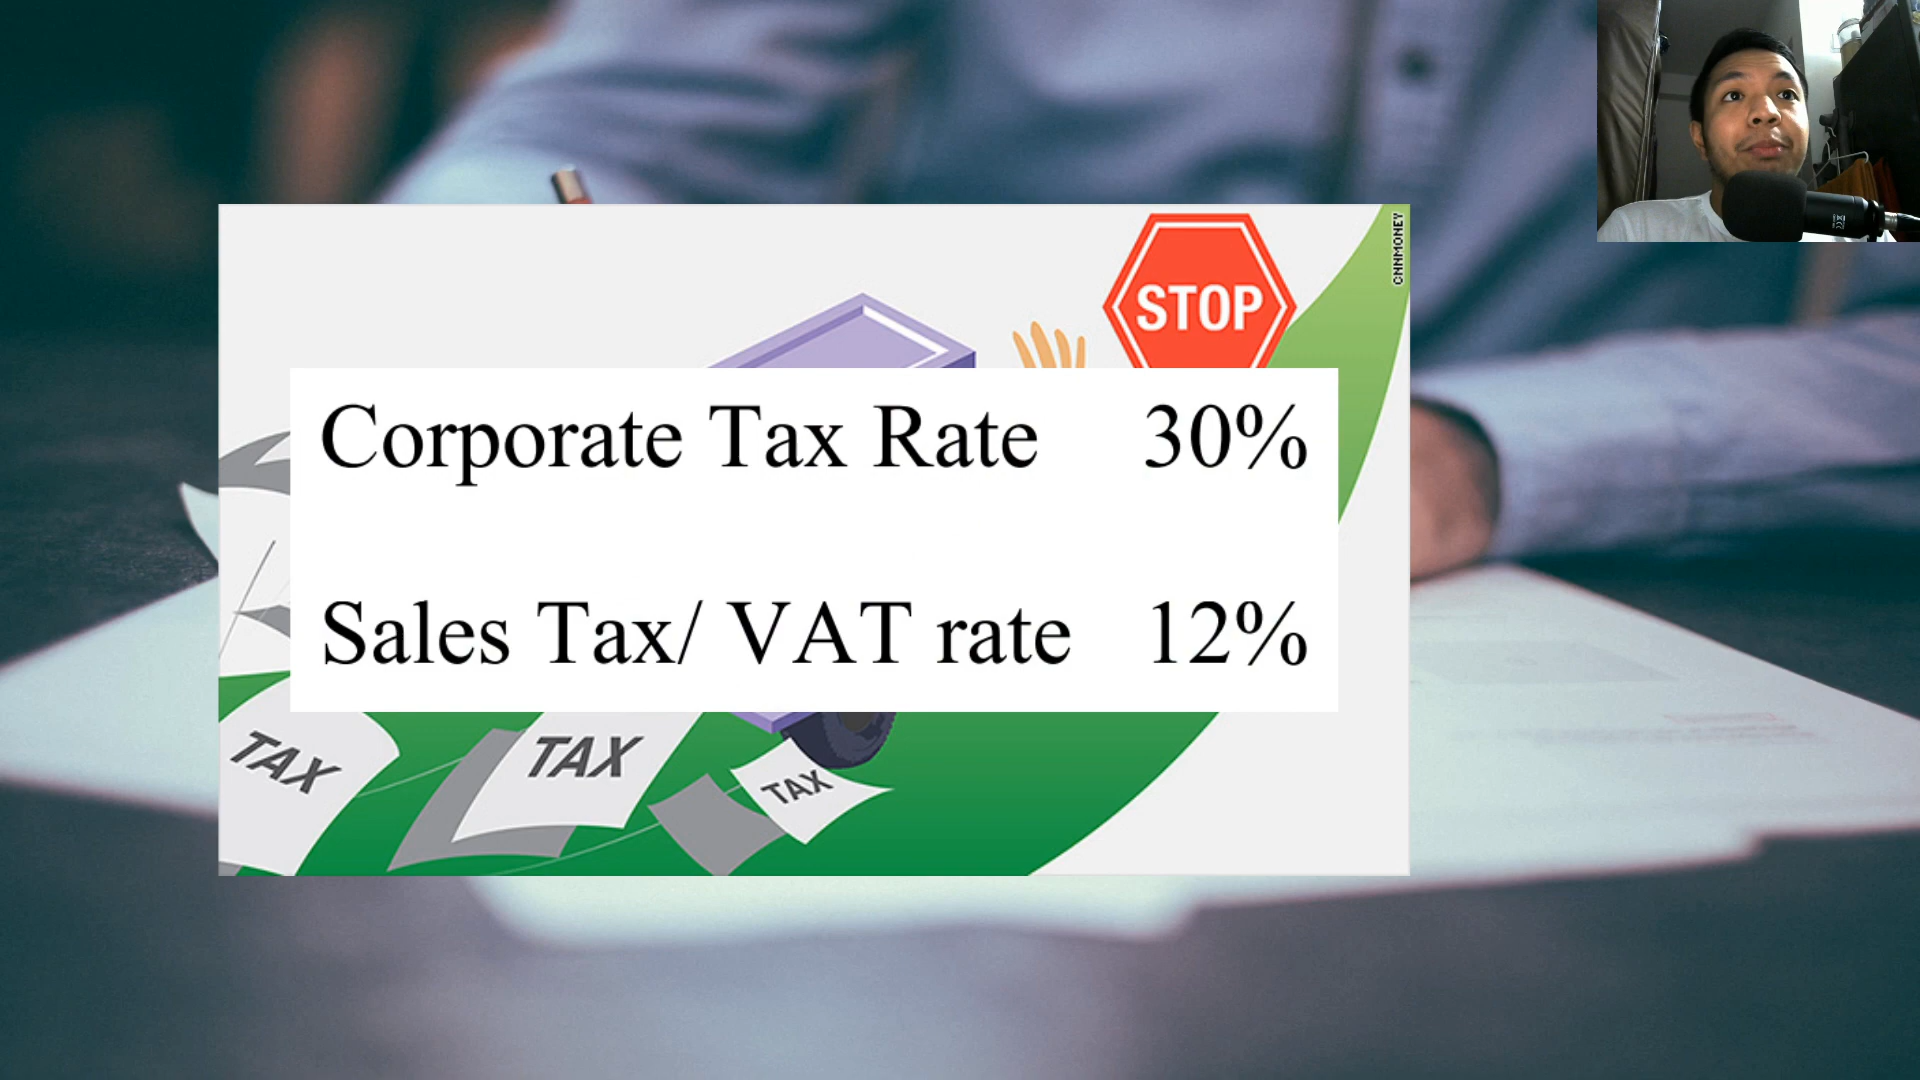 CNNMONEY
STOP
Corporate Tax Rate 30%
Sales Tax/ VAT rate 12%
TAX
TAX
TAX